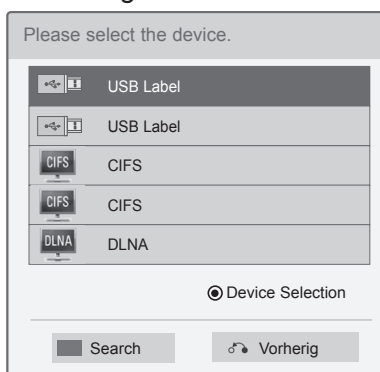 Please select the device.
USB Label
USB Label
CIFS CIFS
CIFS CIFS
DLNA DLNA
Device Selection
Search Vorherig